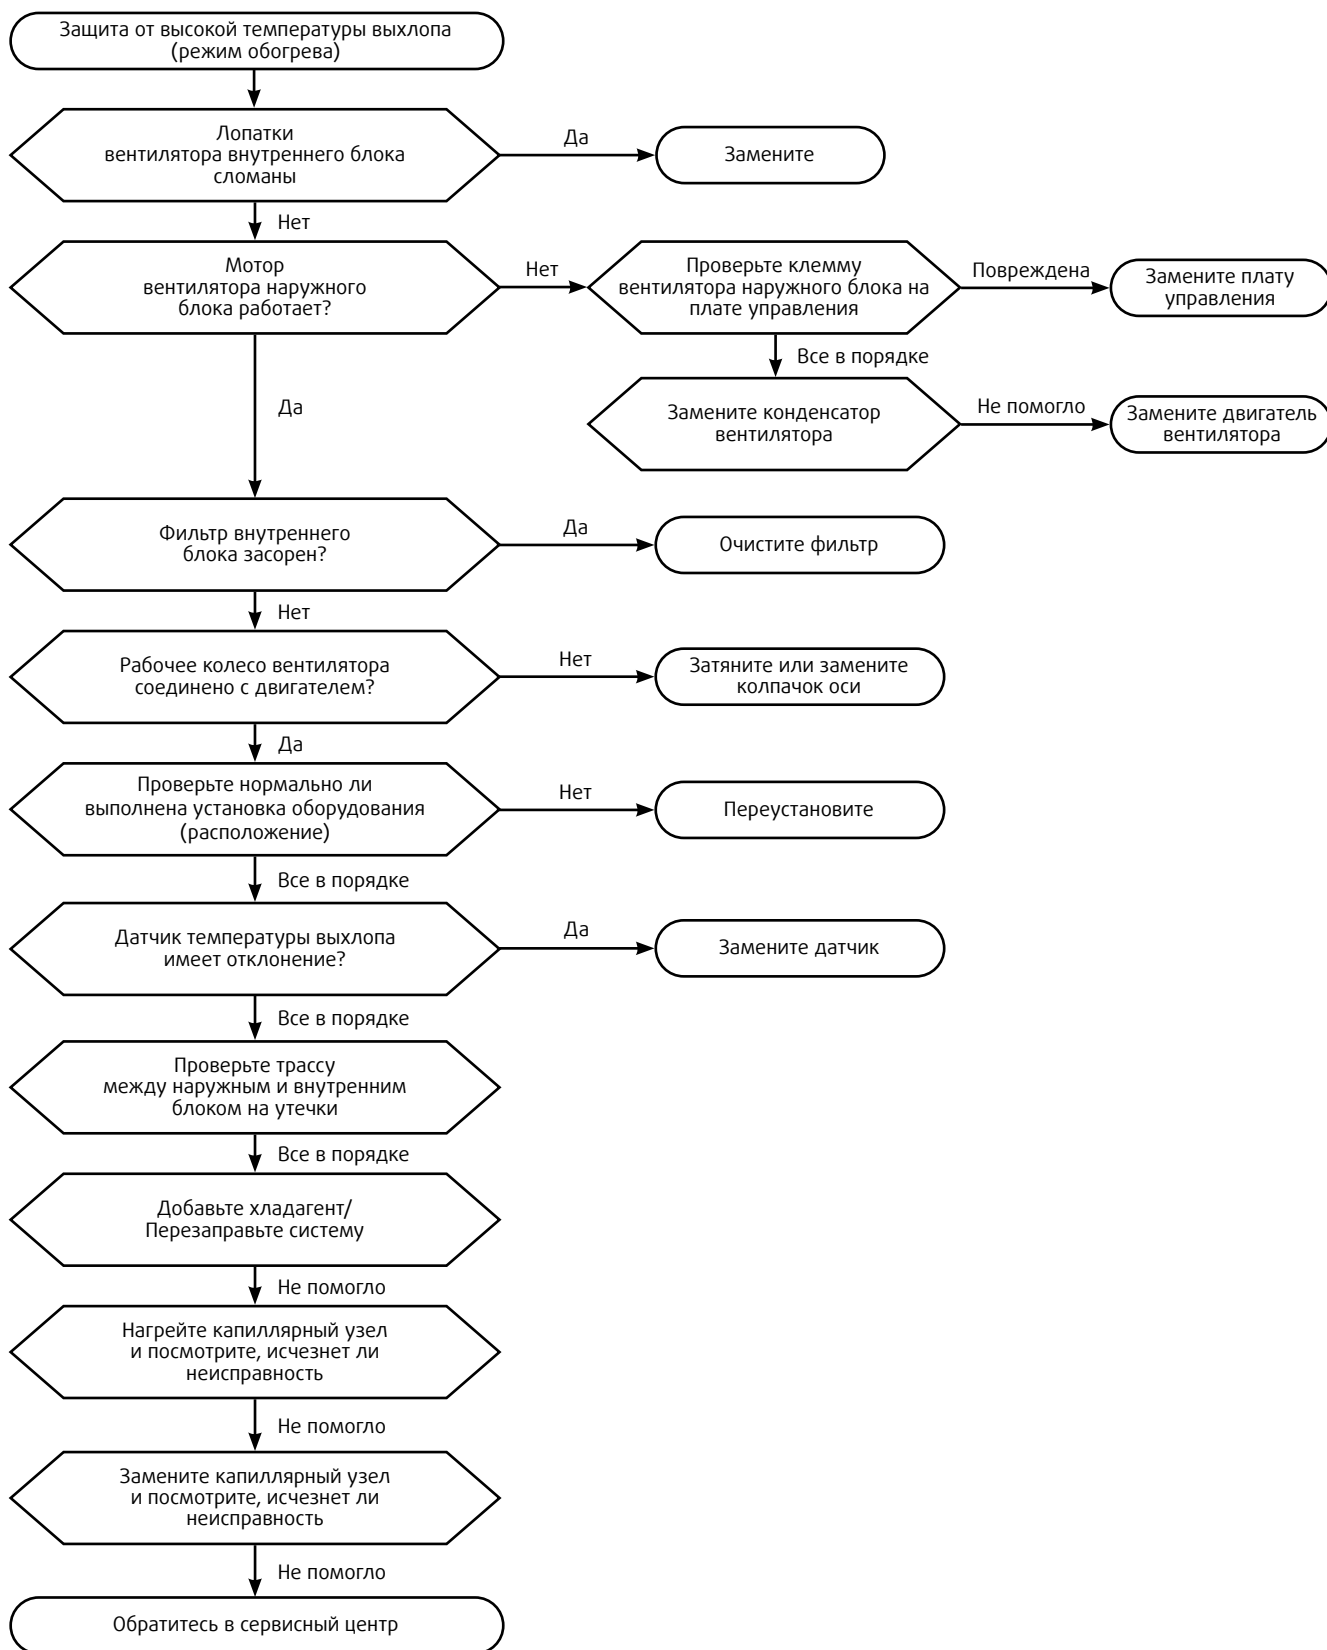 Защита от высокой температуры выхлопа
(режим обогрева)
Лопатки
вентилятора внутреннего блока
сломаны
Да
Замените
Нет
Мотор
вентилятора наружного
блока работает?
Нет
Проверьте клемму
вентилятора наружного блока на
плате управления
Повреждена
Замените плату
управления
Все в порядке
Да
Замените конденсатор
вентилятора
Не помогло
Замените двигатель
вентилятора
Фильтр внутреннего
блока засорен?
Да
Очистите фильтр
Нет
Рабочее колесо вентилятора
соединено с двигателем?
Нет
Затяните или замените
колпачок оси
Да
Проверьте нормально ли
выполнена установка оборудования
(расположение)
Нет
Переустановите
Все в порядке
Датчик температуры выхлопа
имеет отклонение?
Да
Замените датчик
Все в порядке
Проверьте трассу
между наружным и внутренним
блоком на утечки
Все в порядке
Добавьте хладагент/
Перезаправьте систему
Не помогло
Нагрейте капиллярный узел
и посмотрите, исчезнет ли
неисправность
Не помогло
Замените капиллярный узел
и посмотрите, исчезнет ли
неисправность
Не помогло
Обратитесь в сервисный центр